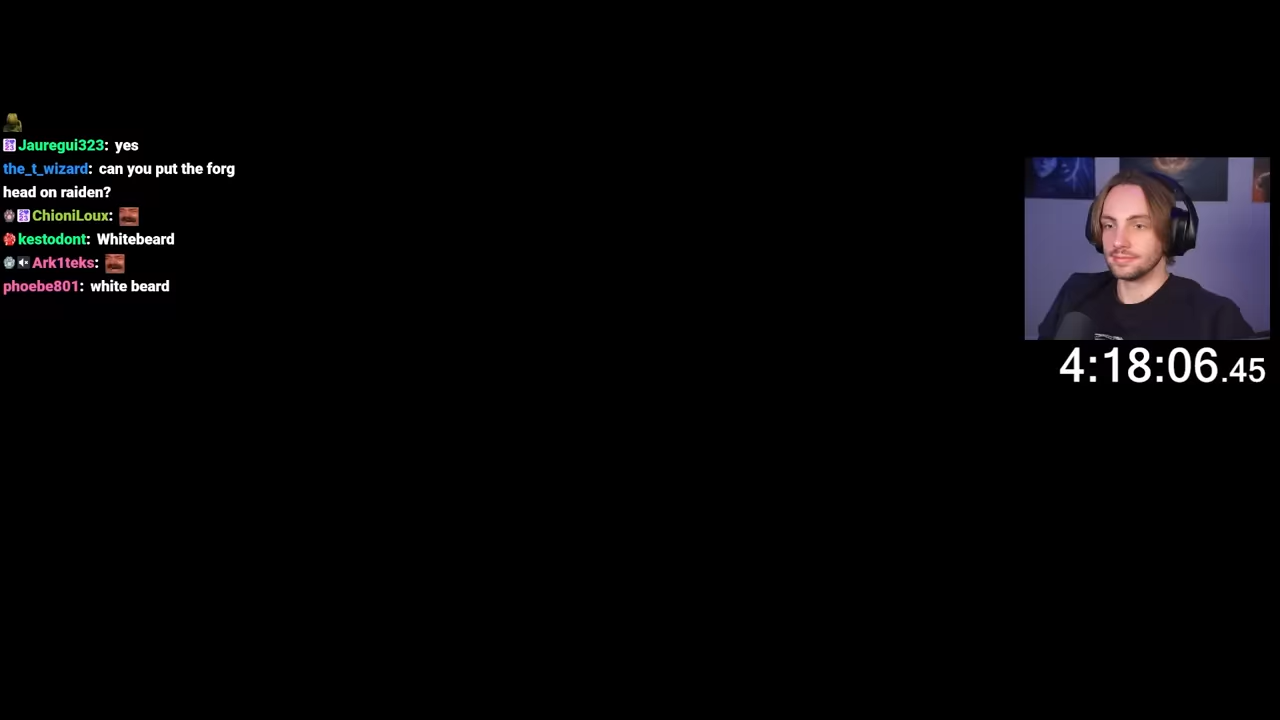 Jauregui323: yes
the_t_wizard: can you put the forg
head on raiden?
ChioniLoux:
kestodont: Whitebeard
Ark1teks:
phoebe801: white beard
4:18:06.45